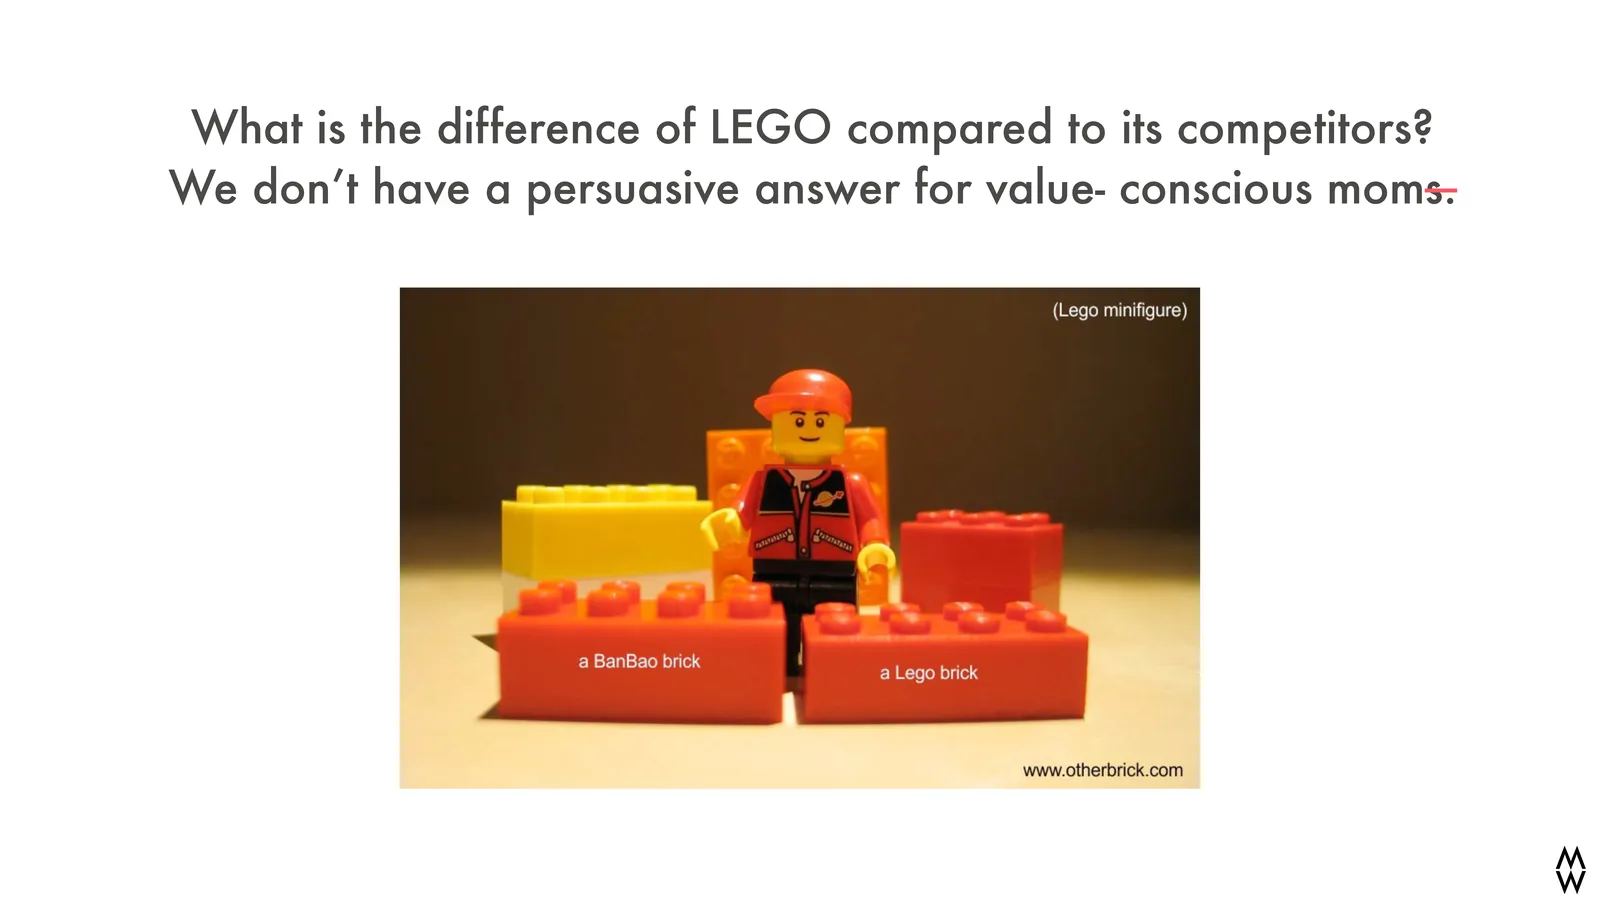 What is the difference of LEGO compared to its competitors?
We don’t have a persuasive answer for value- conscious moms.
(Lego minifigure)
a BanBao brick
a Lego brick
www.otherbrick.com
MW